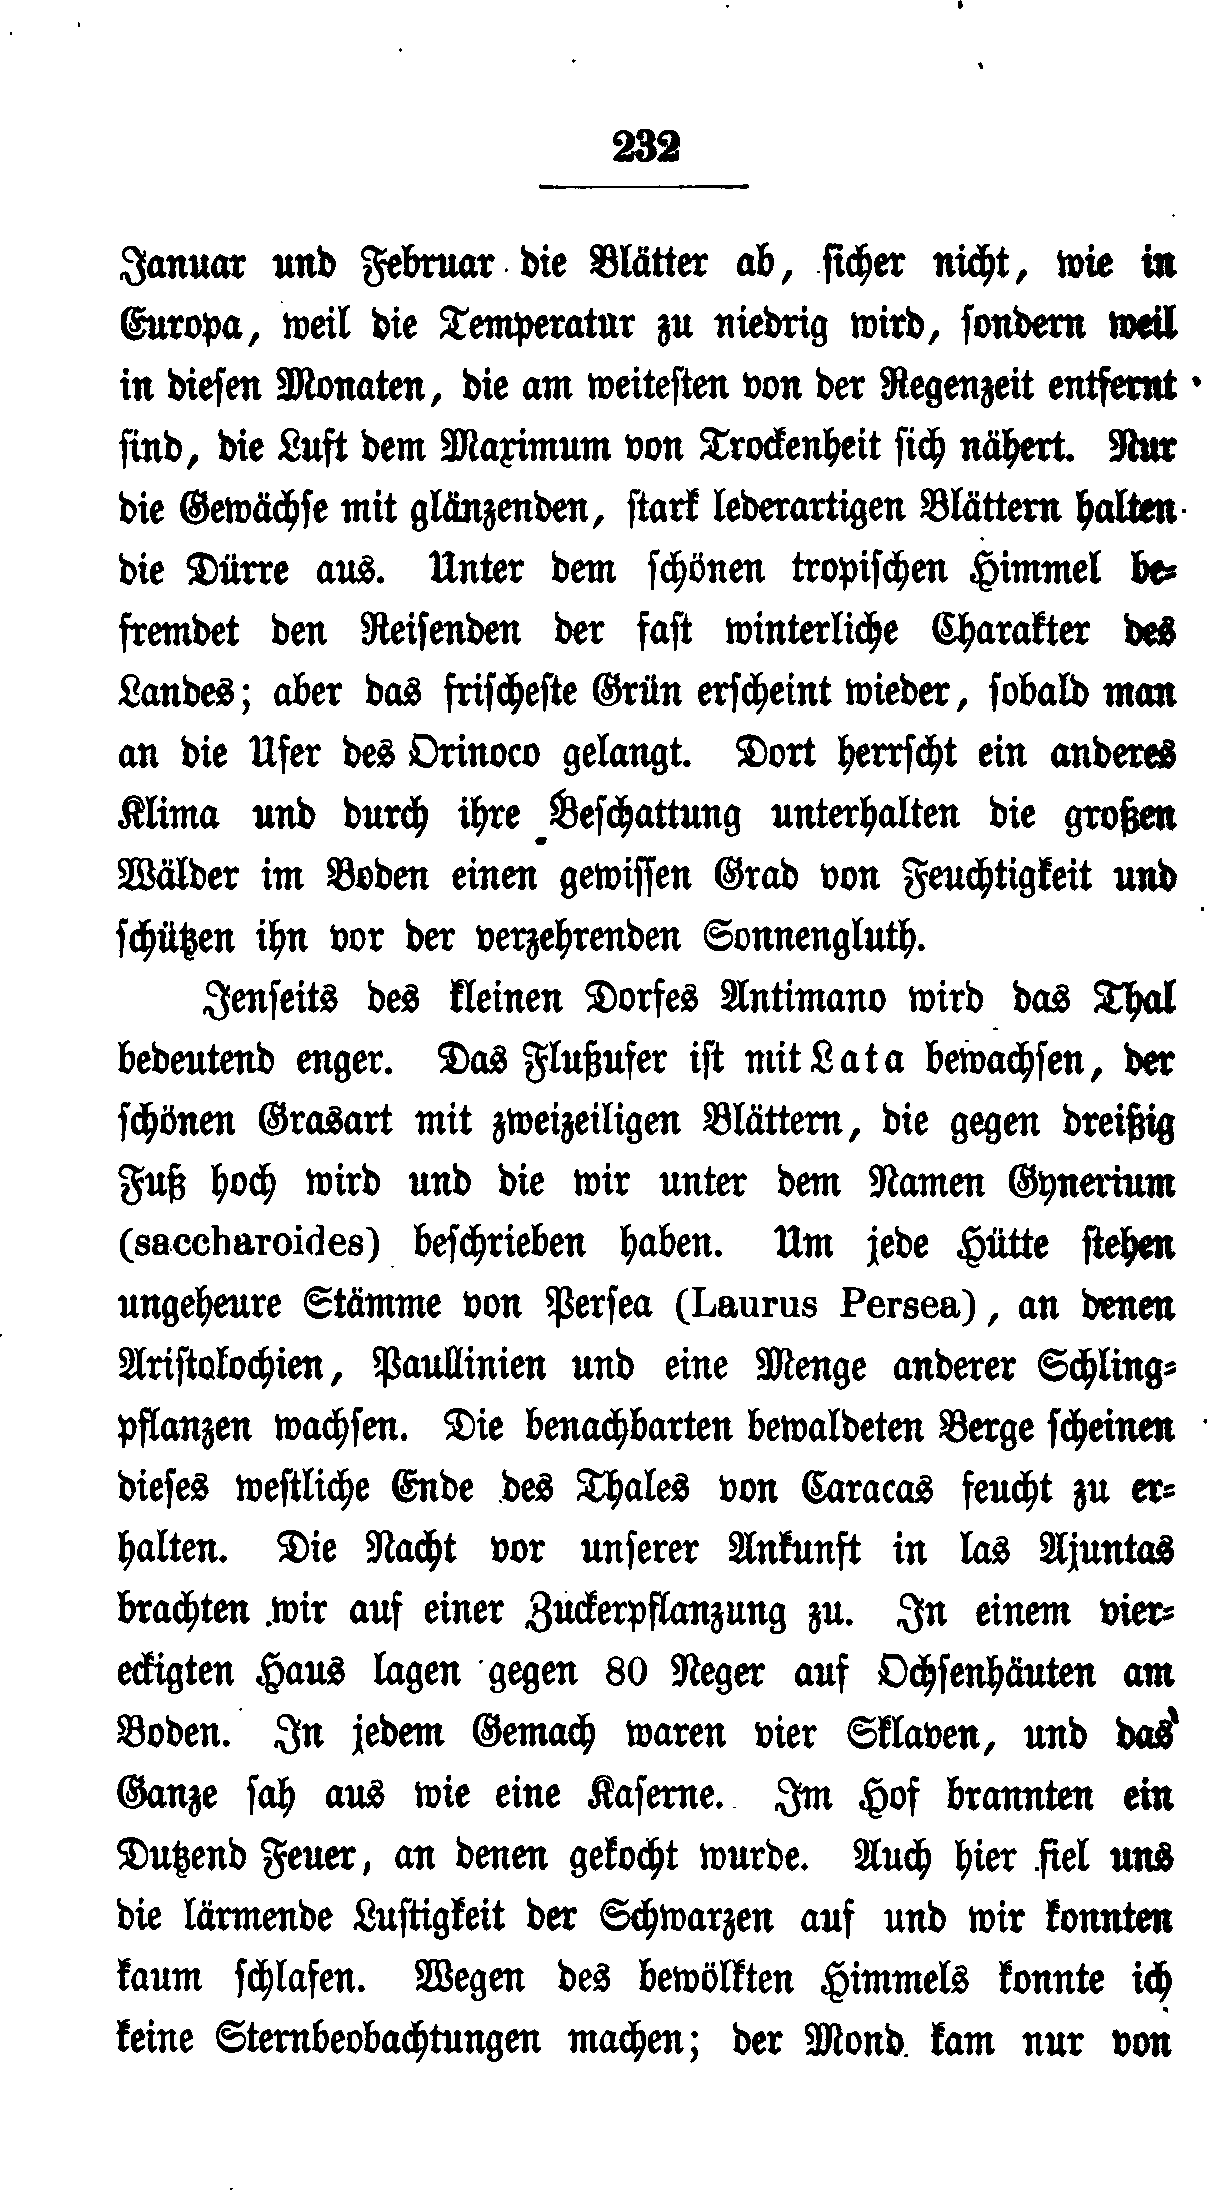 232
Januar und Februar die Blätter ab, sicher nicht, wie in
Europa, weil die Temperatur zu niedrig wird, sondern weil
in diesen Monaten, die am weitesten von der Regenzeit entfernt
sind, die Luft dem Maximum von Trockenheit sich nähert. Nur
die Gewächse mit glänzenden, stark lederartigen Blättern halten
die Dürre aus. Unter dem schönen tropischen Himmel be-
fremdet den Reisenden der fast winterliche Charakter des
Landes; aber das frischeste Grün erscheint wieder, sobald man
an die Ufer des Orinoco gelangt. Dort herrscht ein anderes
Klima und durch ihre Beschattung unterhalten die großen
Wälder im Boden einen gewissen Grad von Feuchtigkeit und
schützen ihn vor der verzehrenden Sonnengluth.
Jenseits des kleinen Dorfes Antimano wird das Thal
bedeutend enger. Das Flußufer ist mit Lata bewachsen, der
schönen Grasart mit zweizeiligen Blättern, die gegen dreißig
Fuß hoch wird und die wir unter dem Namen Gynerium
(saccharoides) beschrieben haben. Um jede Hütte stehen
ungeheure Stämme von Persea (Laurus Persea), an denen
Aristolochien, Paullinien und eine Menge anderer Schling-
pflanzen wachsen. Die benachbarten bewaldeten Berge scheinen
dieses westliche Ende des Thales von Caracas feucht zu er-
halten. Die Nacht vor unserer Ankunft in las Ajuntas
brachten wir auf einer Zuckerpflanzung zu. In einem vier-
eckigten Haus lagen gegen 80 Neger auf Ochsenhäuten am
Boden. In jedem Gemach waren vier Sklaven, und das
Ganze sah aus wie eine Kaserne. Im Hof brannten ein
Dutzend Feuer, an denen gekocht wurde. Auch hier fiel uns
die lärmende Lustigkeit der Schwarzen auf und wir konnten
kaum schlafen. Wegen des bewölkten Himmels konnte ich
keine Sternbeobachtungen machen; der Mond kam nur von